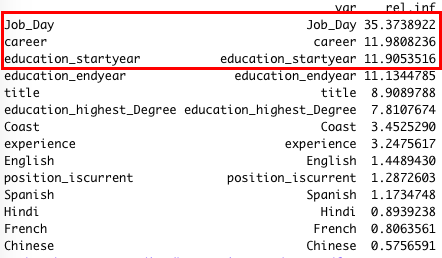 var rel.inf
Job_Day Job_Day 35.3738922
career career 11.9808236
education_startyear education_startyear 11.9053516
education_endyear education_endyear 11.1344785
title title 8.9089788
education_highest_Degree education_highest_Degree 7.8107674
Coast Coast 3.4525290
experience experience 3.2475617
English English 1.4489430
position_iscurrent position_iscurrent 1.2872603
Spanish Spanish 1.1734748
Hindi Hindi 0.8939238
French French 0.8063561
Chinese Chinese 0.5756591